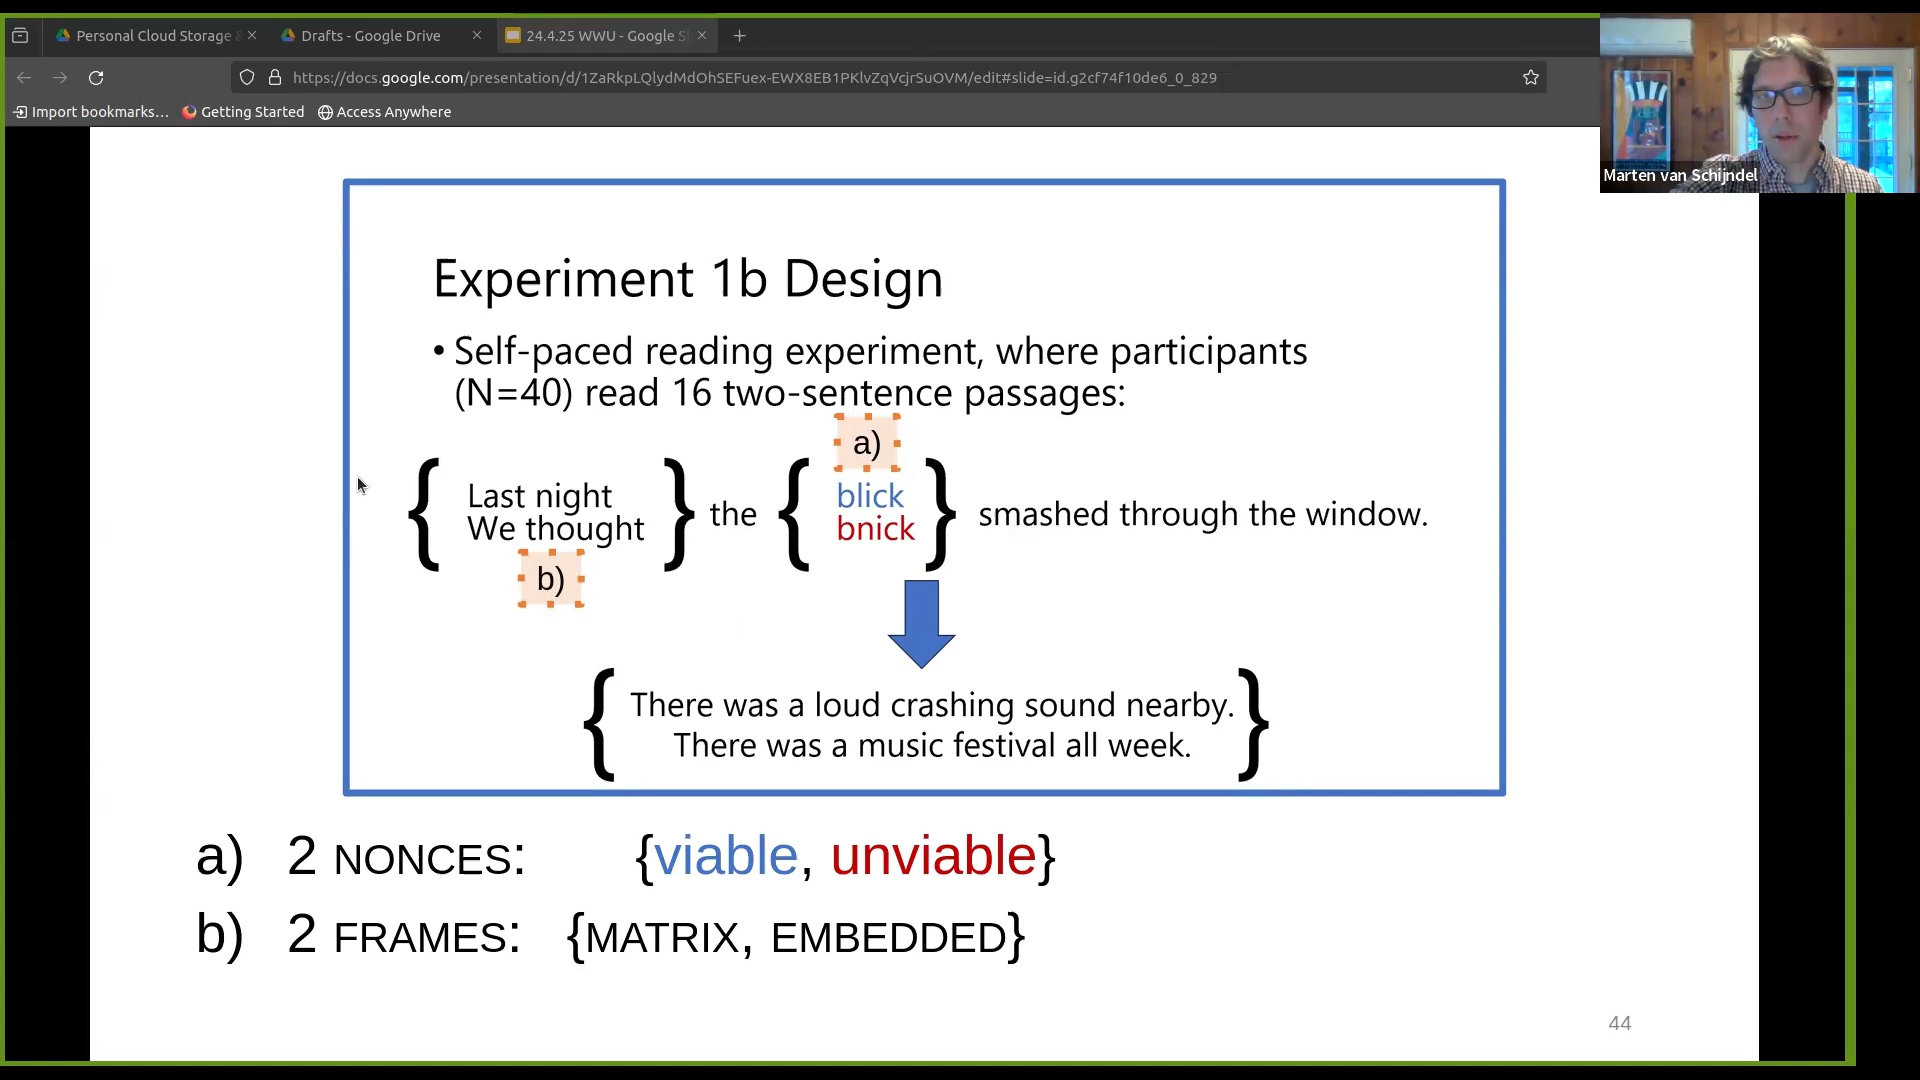 Personal Cloud Storage &
Drafts - Google Drive
24.4.25 WWU - Google Sl
https://docs.google.com/presentation/d/1ZaRkpLQlydMdOhSEFuex-EWX8EB1PKlvZqVcjrSuOVM/edit#slide=id.g2cf74f10de6_0_829
Import bookmarks... Getting Started Access Anywhere
Marten van Schijndel
Experiment 1b Design
• Self-paced reading experiment, where participants
(N=40) read 16 two-sentence passages:
a)
{ Last night } the { blick } smashed through the window.
We thought bnick
b)
{ There was a loud crashing sound nearby. }
There was a music festival all week.
a) 2 NONCES: {viable, unviable}
b) 2 FRAMES: {MATRIX, EMBEDDED}
44